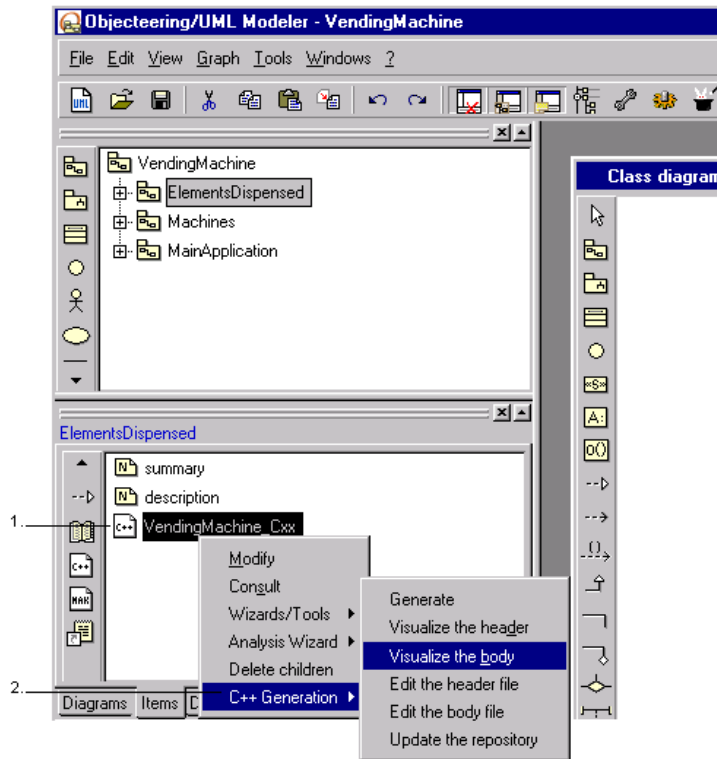 Objecteering/UML Modeler - VendingMachine
File Edit View Graph Tools Windows ?
UML
VendingMachine
ElementsDispensed
Machines
MainApplication
Class diagram
«S»
A:
o()
ElementsDispensed
N summary
N description
1. C++ VendingMachine_Cxx
C++
MAK
Modify
Consult
Wizards/Tools
Analysis Wizard
Delete children
2. C++ Generation
Generate
Visualize the header
Visualize the body
Edit the header file
Edit the body file
Update the repository
Diagrams Items D